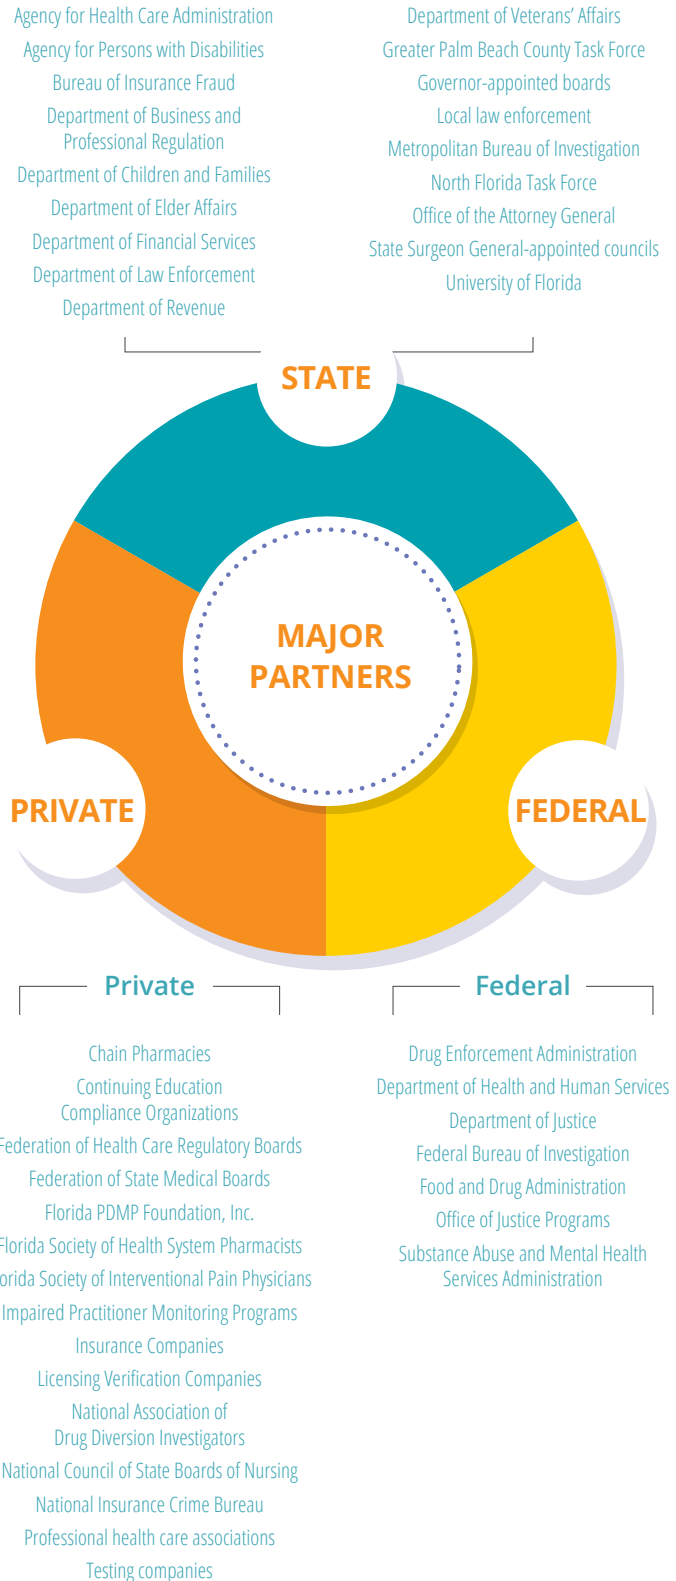 Agency for Health Care Administration
Agency for Persons with Disabilities
Bureau of Insurance Fraud
Department of Business and
Professional Regulation
Department of Children and Families
Department of Elder Affairs
Department of Financial Services
Department of Law Enforcement
Department of Revenue
Department of Veterans’ Affairs
Greater Palm Beach County Task Force
Governor-appointed boards
Local law enforcement
Metropolitan Bureau of Investigation
North Florida Task Force
Office of the Attorney General
State Surgeon General-appointed councils
University of Florida
STATE
MAJOR
PARTNERS
PRIVATE
FEDERAL
Private
Chain Pharmacies
Continuing Education
Compliance Organizations
Federation of Health Care Regulatory Boards
Federation of State Medical Boards
Florida PDMP Foundation, Inc.
Florida Society of Health System Pharmacists
orida Society of Interventional Pain Physicians
Impaired Practitioner Monitoring Programs
Insurance Companies
Licensing Verification Companies
National Association of
Drug Diversion Investigators
National Council of State Boards of Nursing
National Insurance Crime Bureau
Professional health care associations
Testing companies
Federal
Drug Enforcement Administration
Department of Health and Human Services
Department of Justice
Federal Bureau of Investigation
Food and Drug Administration
Office of Justice Programs
Substance Abuse and Mental Health
Services Administration